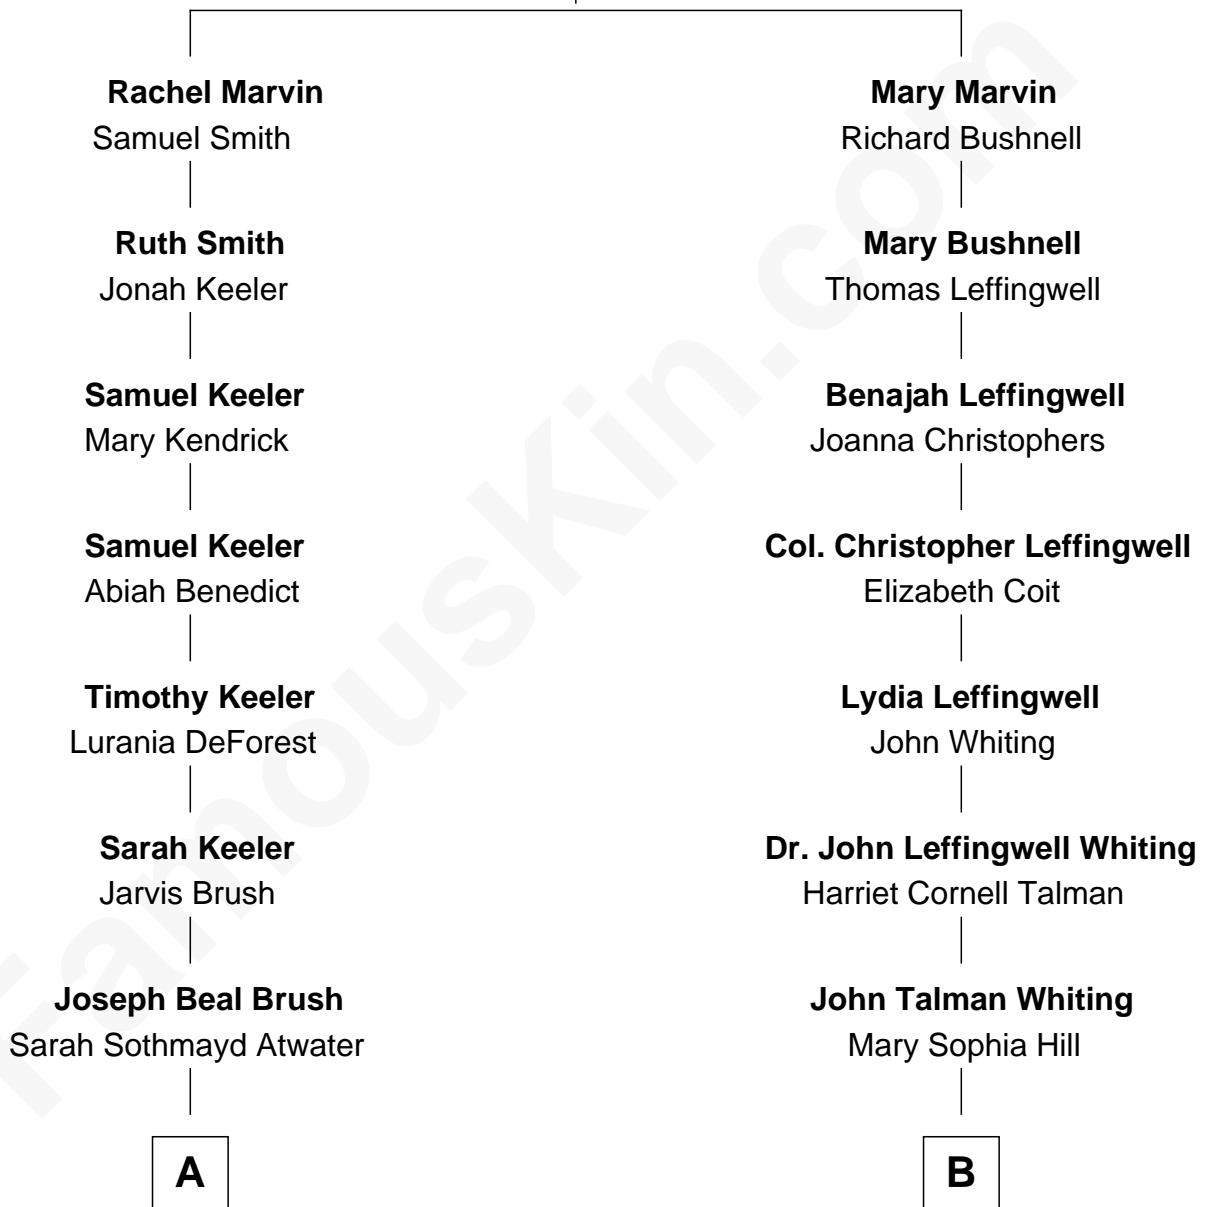 Rachel Marvin
Samuel Smith
Ruth Smith
Jonah Keeler
Samuel Keeler
Mary Kendrick
Samuel Keeler
Abiah Benedict
Timothy Keeler
Lurania DeForest
Sarah Keeler
Jarvis Brush
Joseph Beal Brush
Sarah Sothmayd Atwater
A
Mary Marvin
Richard Bushnell
Mary Bushnell
Thomas Leffingwell
Benajah Leffingwell
Joanna Christophers
Col. Christopher Leffingwell
Elizabeth Coit
Lydia Leffingwell
John Whiting
Dr. John Leffingwell Whiting
Harriet Cornell Talman
John Talman Whiting
Mary Sophia Hill
B
FamousKin.com